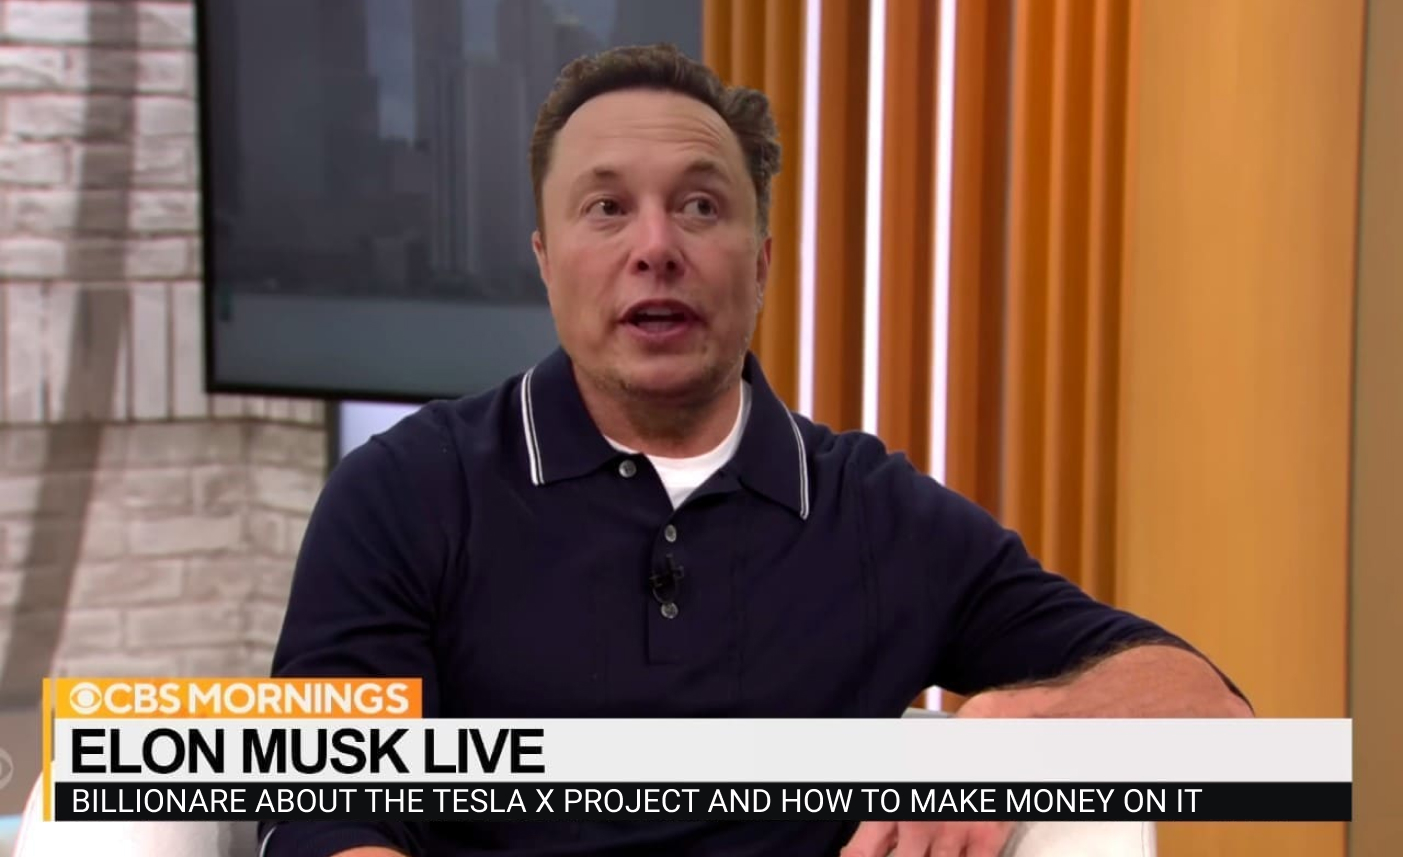 CBS MORNINGS
ELON MUSK LIVE
BILLIONARE ABOUT THE TESLA X PROJECT AND HOW TO MAKE MONEY ON IT